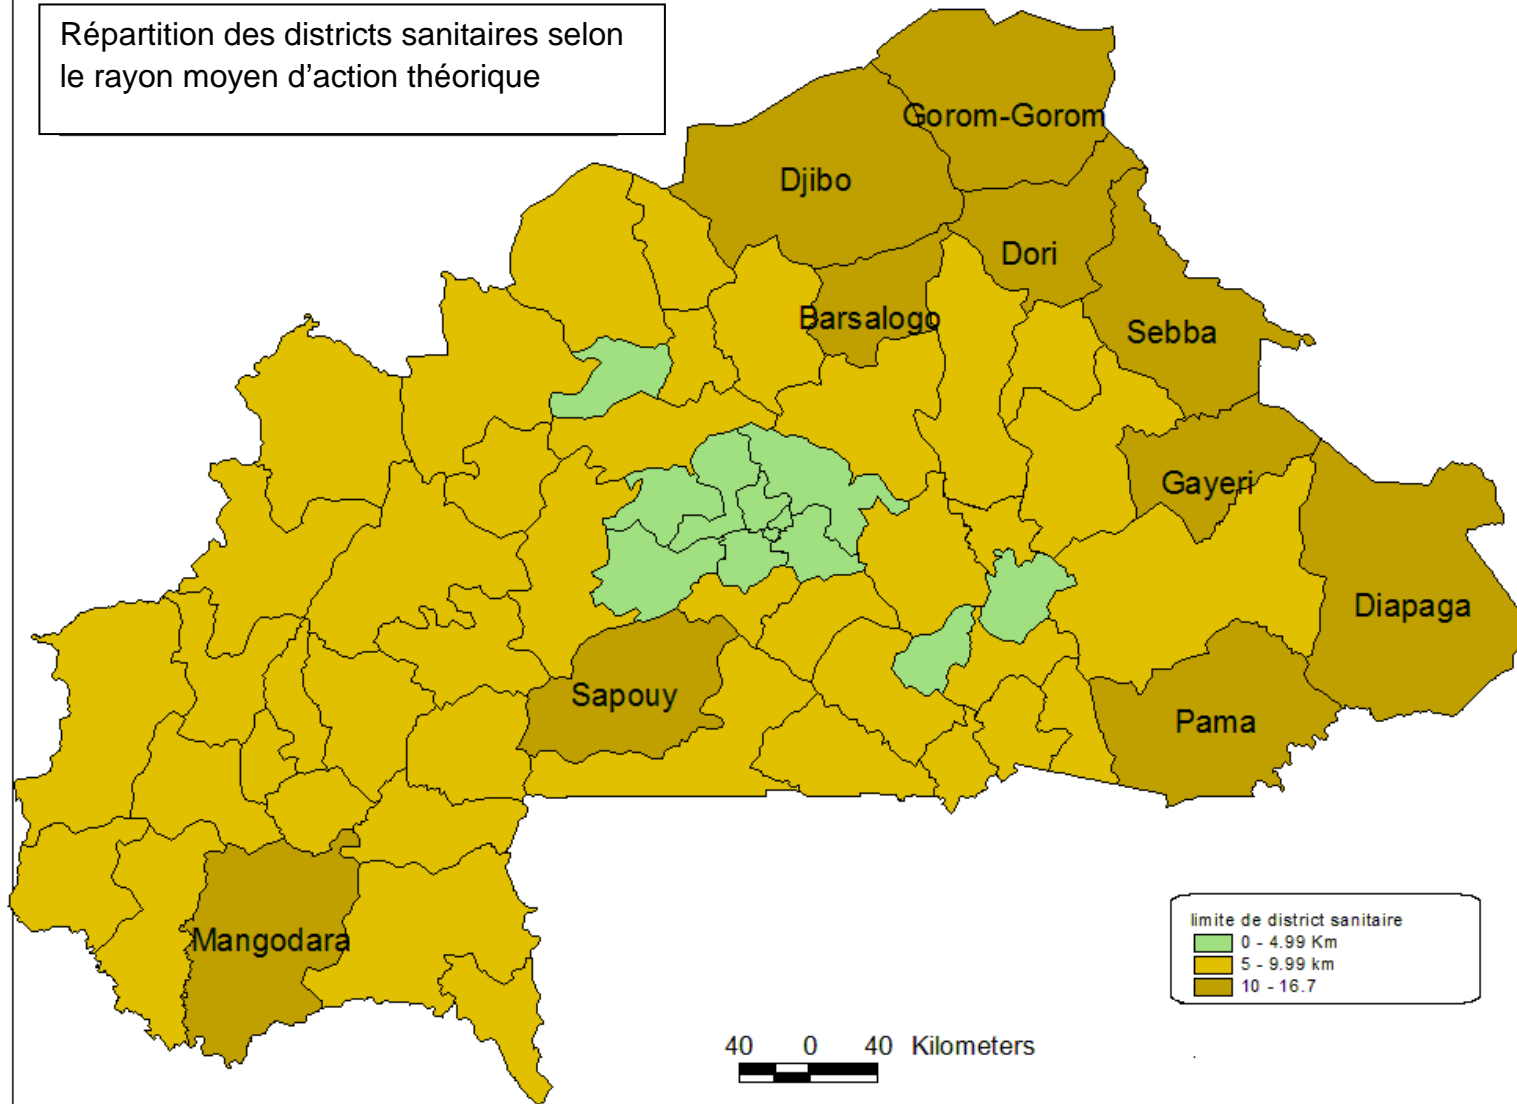 Répartition des districts sanitaires selon
le rayon moyen d'action théorique
Gorom-Gorom
Djibo
Dori
Barsalogo
Sebba
Gayeri
Diapaga
Sapouy
Pama
Mangodara
limite de district sanitaire
0 - 4.99 Km
5 - 9.99 km
10 - 16.7
40 0 40 Kilometers